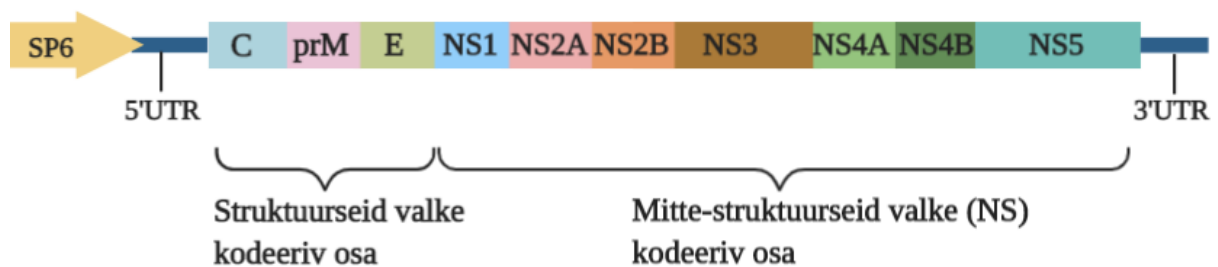 SP6 C prM E NS1 NS2A NS2B NS3 NS4A NS4B NS5
5'UTR 3'UTR
Struktuurseid valke Mitte-struktuurseid valke (NS)
kodeeriv osa kodeeriv osa